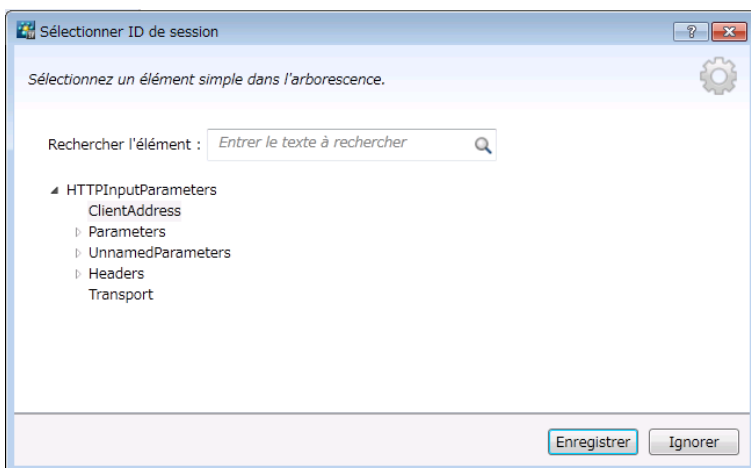 Sélectionner ID de session
?
Sélectionnez un élément simple dans l'arborescence.
Rechercher l'élément : Entrer le texte à rechercher
HTTPInputParameters
ClientAddress
Parameters
UnnamedParameters
Headers
Transport
Enregistrer Ignorer